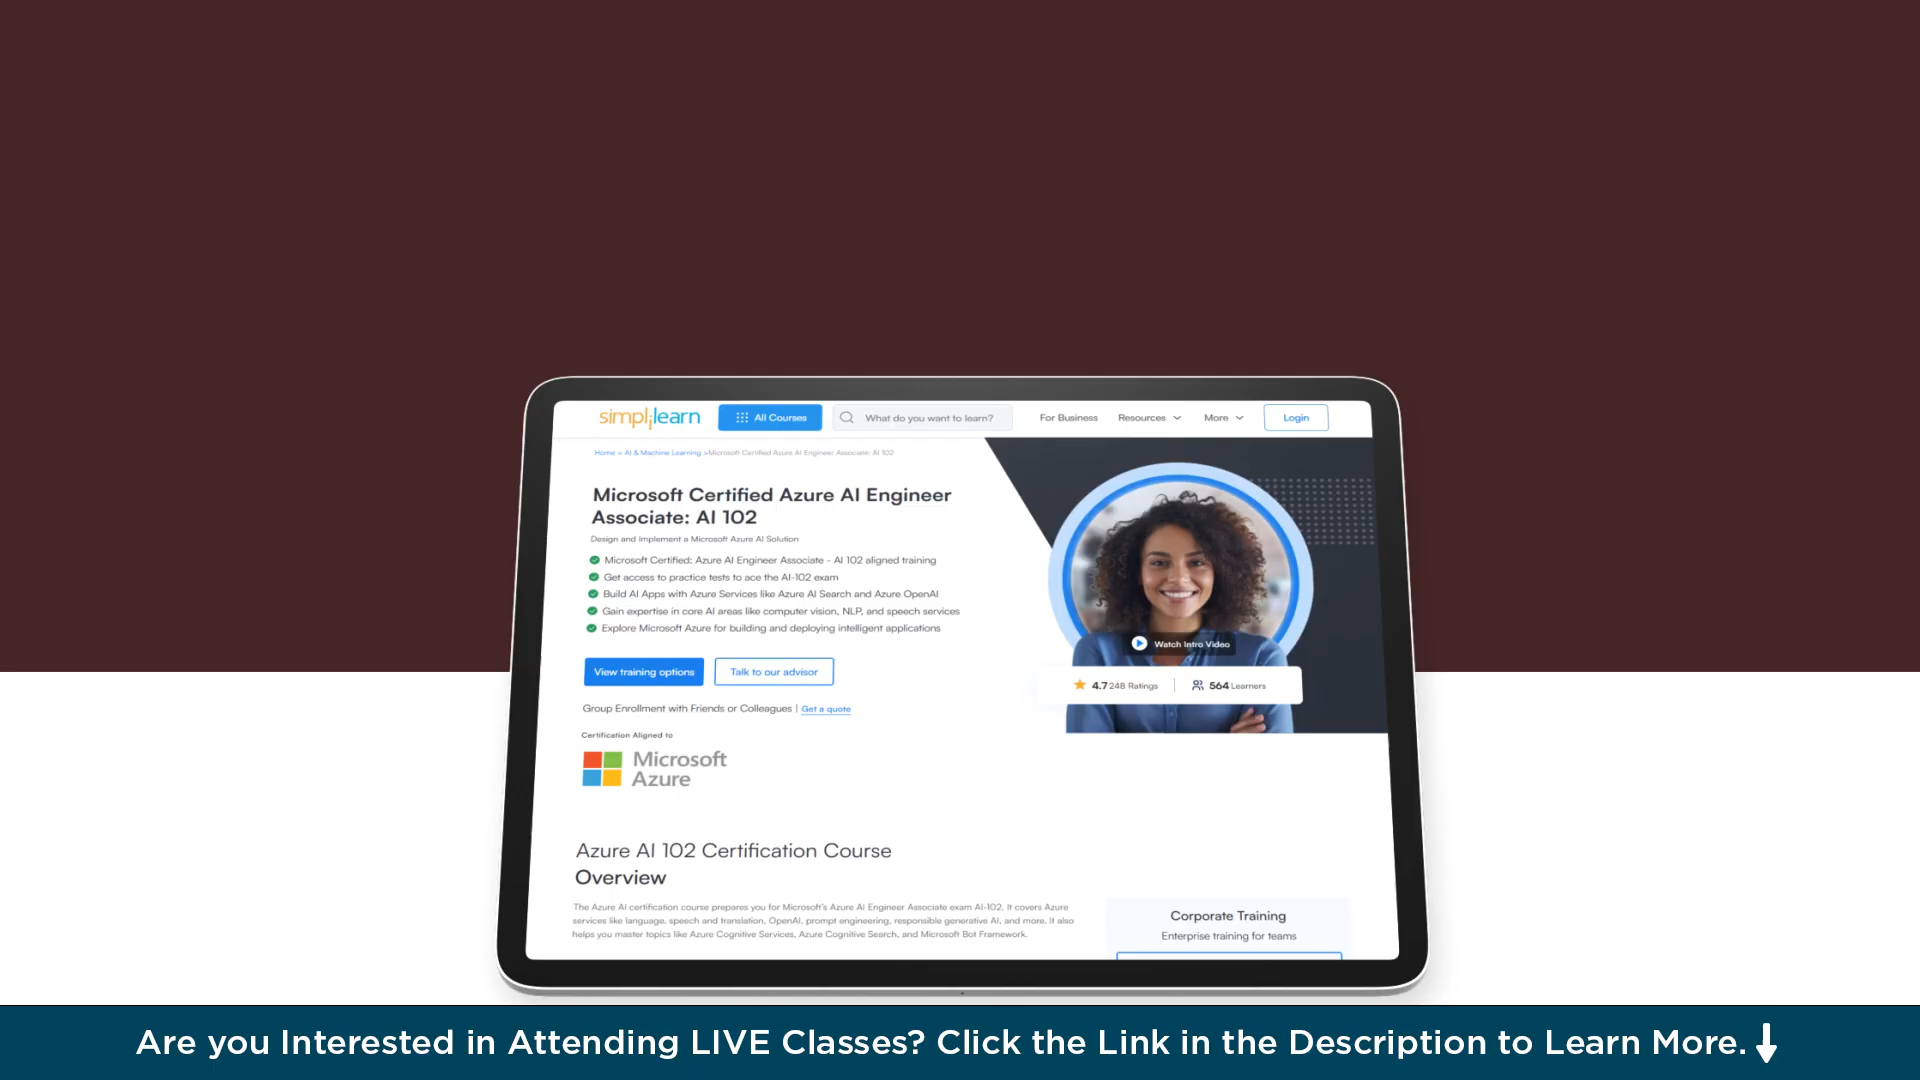 simplilearn
All Courses
What do you want to learn?
For Business
Resources
More
Login
Home > AI & Machine Learning >Microsoft Certified Azure AI Engineer Associate: AI 102
Microsoft Certified Azure AI Engineer
Associate: AI 102
Design and Implement a Microsoft Azure AI Solution
Microsoft Certified: Azure AI Engineer Associate - AI 102 aligned training
Get access to practice tests to ace the AI-102 exam
Build AI Apps with Azure Services like Azure AI Search and Azure OpenAI
Gain expertise in core AI areas like computer vision, NLP, and speech services
Explore Microsoft Azure for building and deploying intelligent applications
Watch Intro Video
View training options
Talk to our advisor
4.7 248 Ratings
564 Learners
Group Enrollment with Friends or Colleagues | Get a quote
Certification Aligned to
Microsoft
Azure
Azure AI 102 Certification Course
Overview
The Azure AI certification course prepares you for Microsoft's Azure AI Engineer Associate exam AI-102. It covers Azure
services like language, speech and translation, OpenAI, prompt engineering, responsible generative AI, and more. It also
helps you master topics like Azure Cognitive Services, Azure Cognitive Search, and Microsoft Bot Framework.
Corporate Training
Enterprise training for teams
Are you Interested in Attending LIVE Classes? Click the Link in the Description to Learn More.